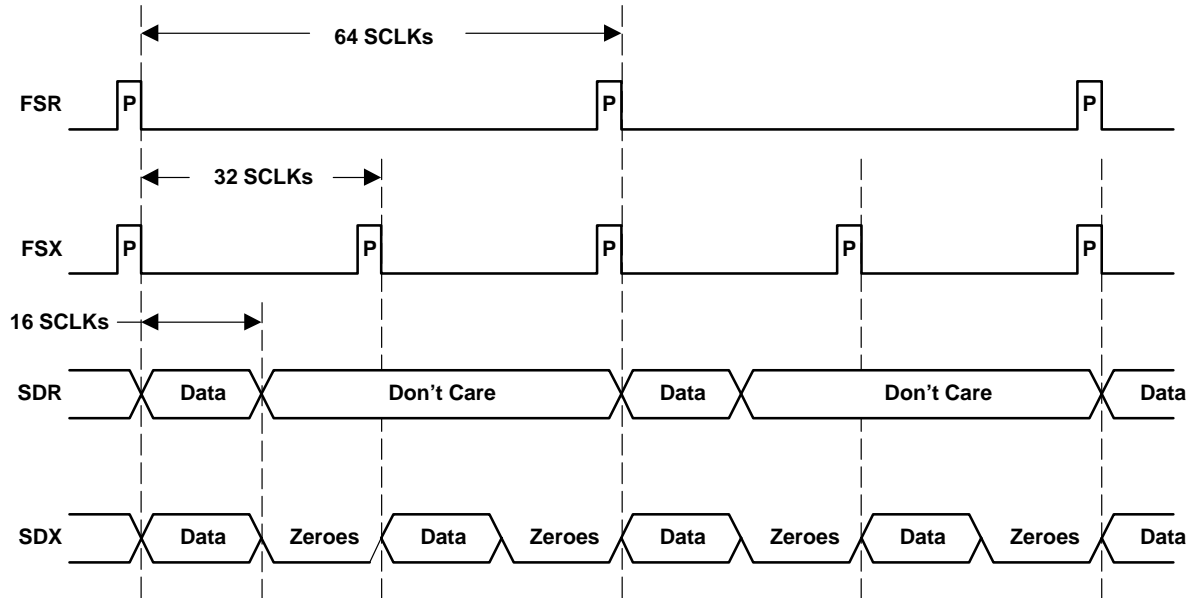 64 SCLKs
FSR P P P
32 SCLKs
FSX P P P P P
16 SCLKs
SDR Data Don’t Care Data Don’t Care Data
SDX Data Zeroes Data Zeroes Data Zeroes Data Zeroes Data